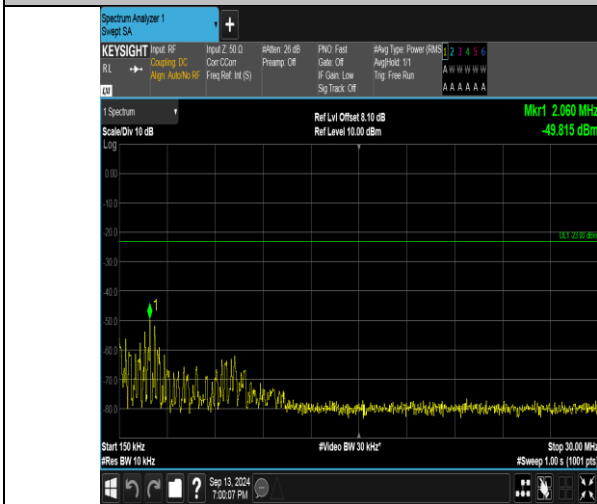 Spectrum Analyzer 1
Swept SA
+
KEYSIGHT
RL
Input: RF
Coupling: DC
Align: Auto/No RF
Input Z: 50 Ω
Corr CCorr
Freq Ref: Int (S)
#Atten: 26 dB
Preamp: Off
PNO: Fast
Gate: Off
IF Gain: Low
Sig Track: Off
#Avg Type: Power (RMS
Avg|Hold: 1/1
Trig: Free Run
1 2 3 4 5 6
A W W W W W
A A A A A A
1 Spectrum
Scale/Div 10 dB
Log
Ref Lvl Offset 8.10 dB
Ref Level 10.00 dBm
Mkr1 2.060 MHz
-49.815 dBm
0.00
-10.0
-20.0
DL1 -23.00 dBm
-30.0
-40.0
1
-50.0
-60.0
-70.0
-80.0
Start 150 kHz
#Res BW 10 kHz
#Video BW 30 kHz*
Stop 30.00 MHz
#Sweep 1.00 s (1001 pts)
?
Sep 13, 2024
7:00:07 PM